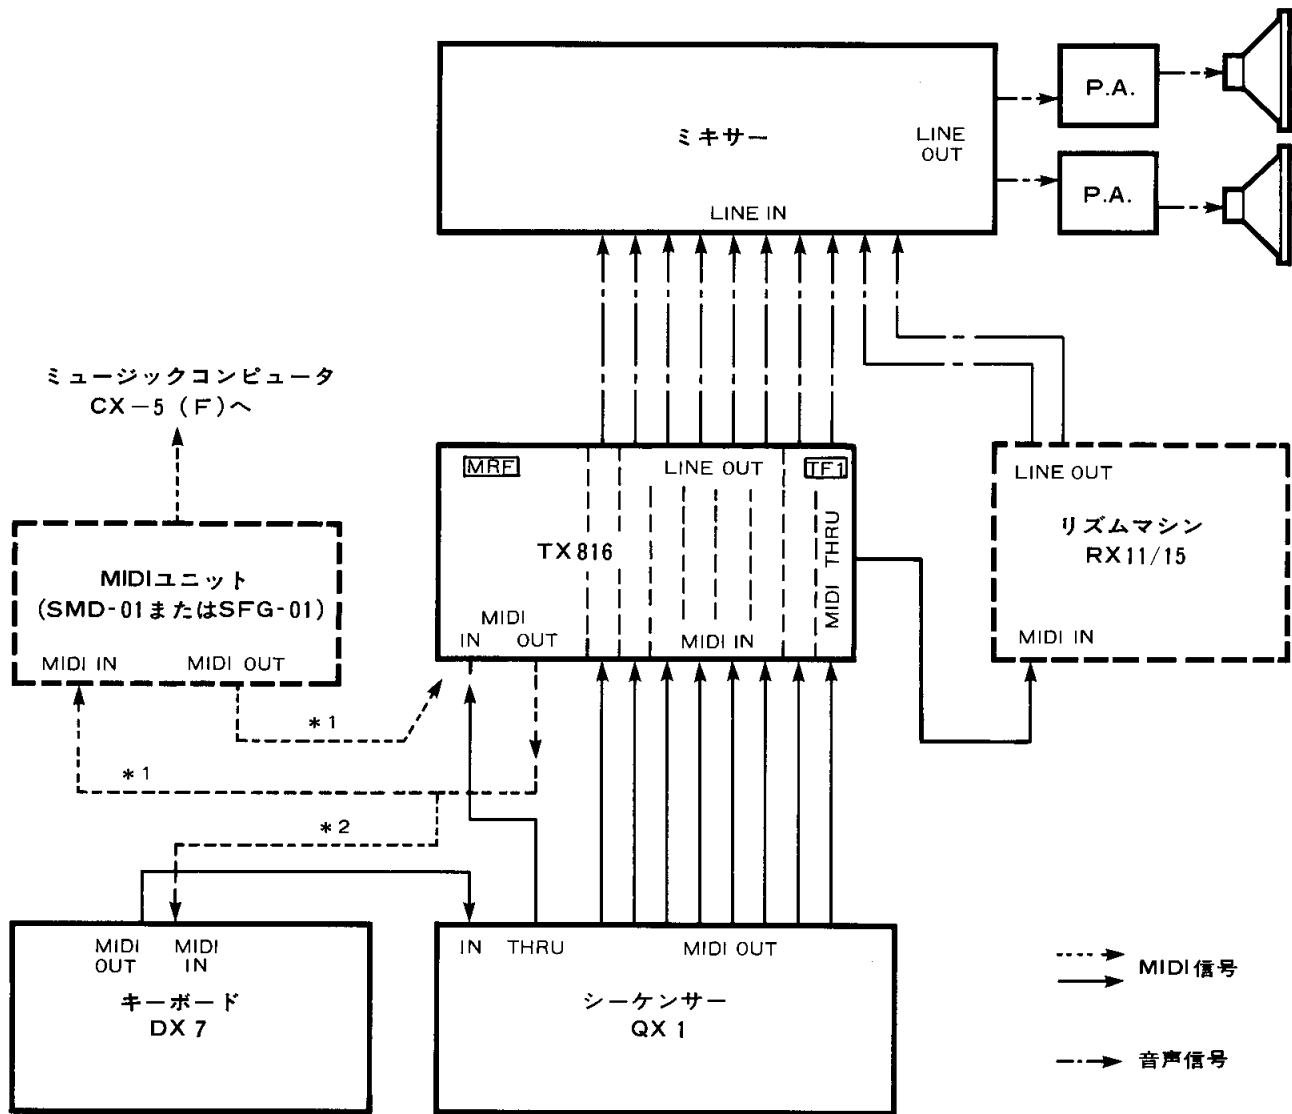 P.A.
ミキサー
LINE
OUT
P.A.
LINE IN
ミュージックコンピュータ
CX-5 (F)へ
MRF
LINE OUT
TF1
TX816
MIDI THRU
MIDI
IN OUT
MIDI IN
LINE OUT
リズムマシン
RX11/15
MIDI IN
MIDIユニット
(SMD-01またはSFG-01)
MIDI IN MIDI OUT
*1
*1
*2
MIDI
OUT
MIDI
IN
キーボード
DX7
IN THRU MIDI OUT
シーケンサー
QX1
MIDI信号
音声信号